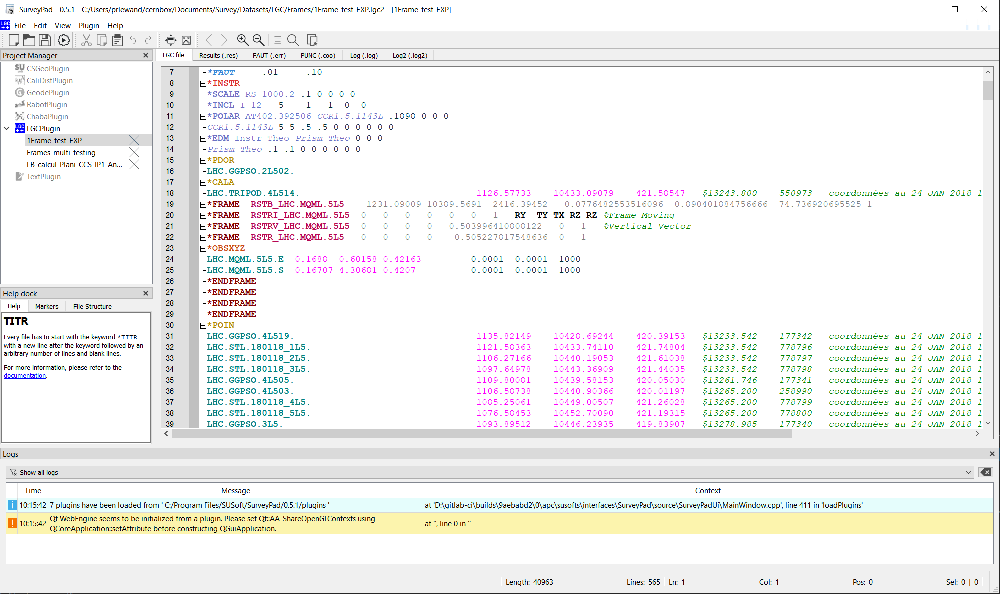 SurveyPad - 0.5.1 - C:/Users/prlewand/cernbox/Documents/Survey/Datasets/LGC/Frames/1Frame_test_EXP.lgc2 - [1Frame_test_EXP]
LGC ++ File Edit View Plugin Help
Project Manager
SU soft CSGeoPlugin
CaliDistPlugin
GeodePlugin
RabotPlugin
ChabaPlugin
LGC ++ LGCPlugin
1Frame_test_EXP
Frames_multi_testing
LB_calcul_Plani_CCS_IP1_An...
TextPlugin
Help dock
Help Markers File Structure
TITR
Every file has to start with the keyword *TITR
with a new line after the keyword followed by an
arbitrary number of lines and blank lines.
For more information, please refer to the
documentation.
LGC file Results (.res) FAUT (.err) PUNC (.coo) Log (.log) Log2 (.log2)
7 *FAUT .01 .10
8 *INSTR
9 *SCALE RS_1000.2 .1 0 0 0 0
10 *INCL I_12 5 1 1 0 0
11 *POLAR AT402.392506 CCR1.5.1143L .1898 0 0 0
12 CCR1.5.1143L 5 5 .5 .5 0 0 0 0 0 0
13 *EDM Instr_Theo Prism_Theo 0 0 0
14 Prism_Theo .1 .1 0 0 0 0 0 0
15 *PDOR
16 LHC.GGPSO.2L502.
17 *CALA
18 LHC.TRIPOD.4L514. -1126.57733 10433.09079 421.58547 $13243.800 550973 coordonnées au 24-JAN-2018 1
19 *FRAME RSTB_LHC.MQML.5L5 -1231.09009 10389.5691 2416.39452 -0.0776482553516096 -0.890401884756666 74.736920695525 1
20 *FRAME RSTRI_LHC.MQML.5L5 0 0 0 0 0 0 1 RY TY TX RZ RZ %Frame_Moving
21 *FRAME RSTRV_LHC.MQML.5L5 0 0 0 0 0.503996410808122 0 1 %Vertical_Vector
22 *FRAME RSTR_LHC.MQML.5L5 0 0 0 0 -0.505227817548636 0 1
23 *OBSXYZ
24 LHC.MQML.5L5.E 0.1688 0.60158 0.42163 0.0001 0.0001 1000
25 LHC.MQML.5L5.S 0.16707 4.30681 0.4207 0.0001 0.0001 1000
26 *ENDFRAME
27 *ENDFRAME
28 *ENDFRAME
29 *ENDFRAME
30 *POIN
31 LHC.GGPSO.4L519. -1135.82149 10428.69244 420.39153 $13233.542 177342 coordonnées au 24-JAN-2018 1
32 LHC.STL.180118_1L5. -1121.58363 10433.74110 421.74804 $13233.542 778796 coordonnées au 24-JAN-2018 1
33 LHC.STL.180118_2L5. -1106.27166 10440.19053 421.61038 $13233.542 778797 coordonnées au 24-JAN-2018 1
34 LHC.STL.180118_3L5. -1097.64978 10443.36909 421.44035 $13233.542 778798 coordonnées au 24-JAN-2018 1
35 LHC.GGPSO.4L505. -1109.80081 10439.58153 420.05030 $13261.746 177341 coordonnées au 24-JAN-2018 1
36 LHC.GGPSO.4L503. -1106.58738 10440.90366 420.01197 $13265.200 258990 coordonnées au 24-JAN-2018 1
37 LHC.STL.180118_4L5. -1085.25061 10449.00507 421.26028 $13265.200 778799 coordonnées au 24-JAN-2018 1
38 LHC.STL.180118_5L5. -1076.58453 10452.70090 421.19315 $13265.200 778800 coordonnées au 24-JAN-2018 1
39 LHC.GGPSO.3L5. -1093.89512 10446.23935 419.83907 $13278.985 177340 coordonnées au 24-JAN-2018 1
Logs
Show all logs
Time Message Context
10:15:42 7 plugins have been loaded from ' C:/Program Files/SUSoft/SurveyPad/0.5.1/plugins ' at 'D:\gitlab-ci\builds\9aebabd2\0\apc\susofts\interfaces\SurveyPad\source\SurveyPadUi\MainWindow.cpp', line 411 in 'loadPlugins'
10:15:42 Qt WebEngine seems to be initialized from a plugin. Please set Qt::AA_ShareOpenGLContexts using
QCoreApplication::setAttribute before constructing QGuiApplication. at '', line 0 in ''
Length: 40963 Lines: 565 Ln: 1 Col: 1 Pos: 0 Sel: 0 | 0